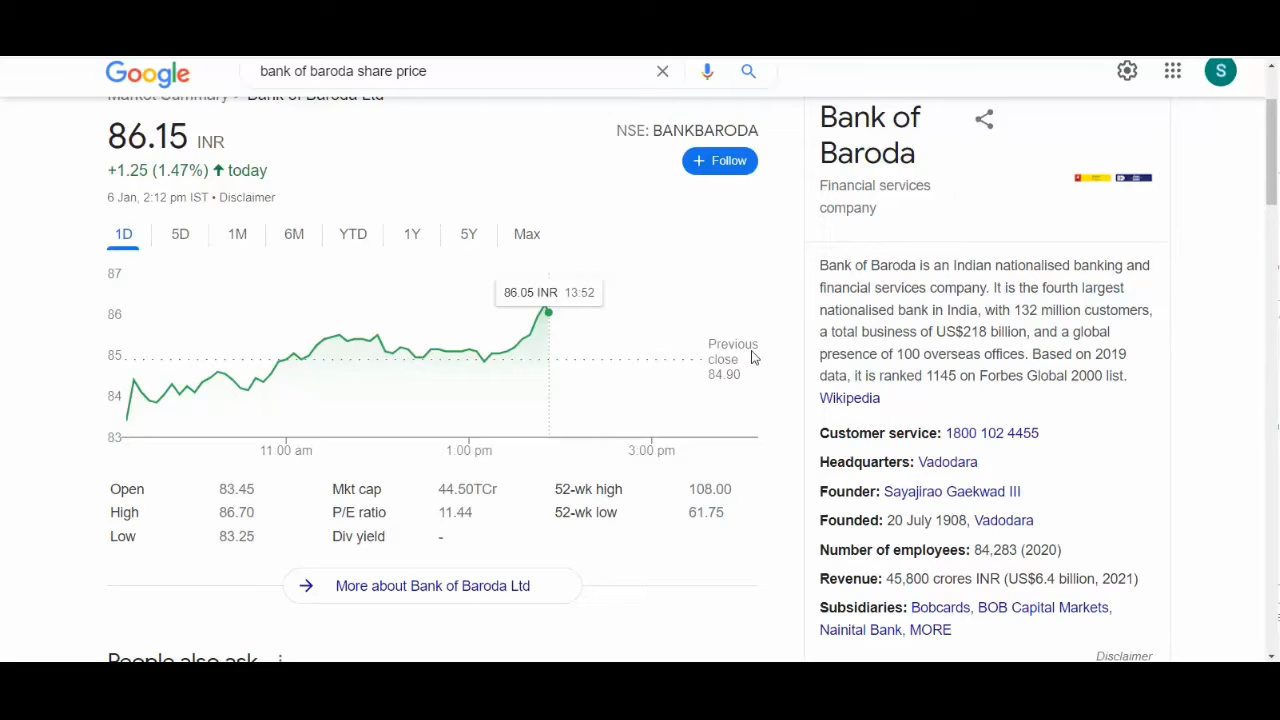 Google
bank of baroda share price
S
Market Summary > Bank of Baroda Ltd
86.15 INR
NSE: BANKBARODA
+1.25 (1.47%) ↑ today
+ Follow
6 Jan, 2:12 pm IST • Disclaimer
1D 5D 1M 6M YTD 1Y 5Y Max
87
86
85
84
83
86.05 INR 13:52
Previous
close
84.90
11:00 am 1:00 pm 3:00 pm
Open 83.45 Mkt cap 44.50TCr 52-wk high 108.00
High 86.70 P/E ratio 11.44 52-wk low 61.75
Low 83.25 Div yield -
More about Bank of Baroda Ltd
People also ask
Bank of
Baroda
Financial services
company
Bank of Baroda is an Indian nationalised banking and
financial services company. It is the fourth largest
nationalised bank in India, with 132 million customers,
a total business of US$218 billion, and a global
presence of 100 overseas offices. Based on 2019
data, it is ranked 1145 on Forbes Global 2000 list.
Wikipedia
Customer service: 1800 102 4455
Headquarters: Vadodara
Founder: Sayajirao Gaekwad III
Founded: 20 July 1908, Vadodara
Number of employees: 84,283 (2020)
Revenue: 45,800 crores INR (US$6.4 billion, 2021)
Subsidiaries: Bobcards, BOB Capital Markets,
Nainital Bank, MORE
Disclaimer